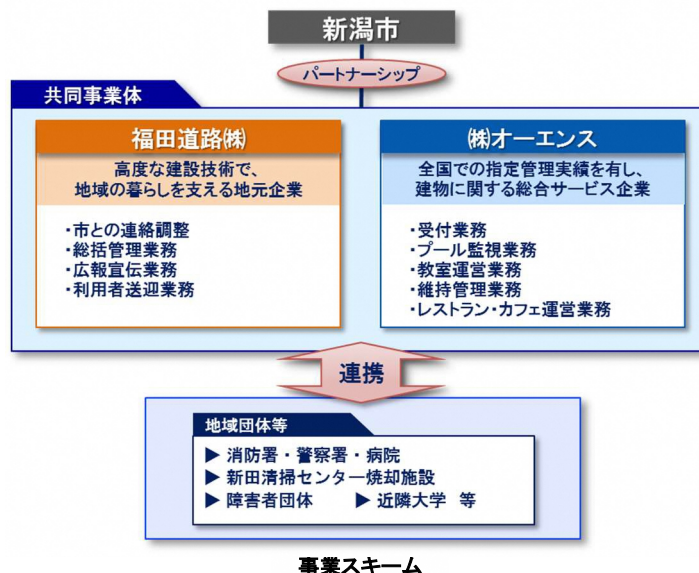 新潟市
パートナーシップ
共同事業体
福田道路㈱
高度な建設技術で、
地域の暮らしを支える地元企業
・市との連絡調整
・総括管理業務
・広報宣伝業務
・利用者送迎業務
㈱オーエンス
全国での指定管理実績を有し、
建物に関する総合サービス企業
・受付業務
・プール監視業務
・教室運営業務
・維持管理業務
・レストラン・カフェ運営業務
連携
地域団体等
▶ 消防署・警察署・病院
▶ 新田清掃センター焼却施設
▶ 障害者団体 ▶ 近隣大学 等
事業スキーム